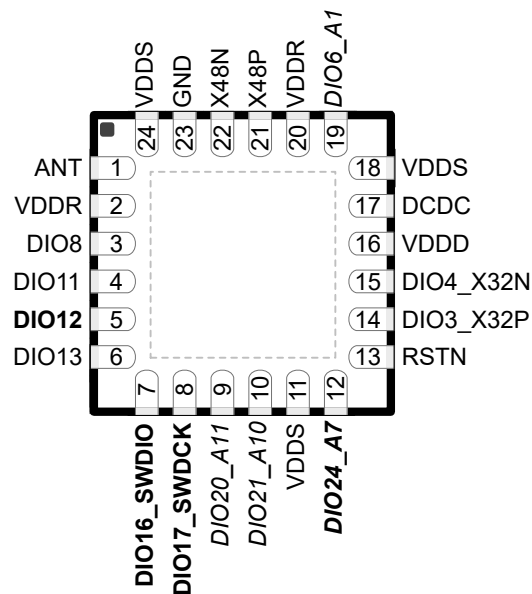 VDDS
GND
X48N
X48P
VDDR
DIO6_A1
24
23
22
21
20
19
ANT 1
VDDR 2
DIO8 3
DIO11 4
DIO12 5
DIO13 6
18 VDDS
17 DCDC
16 VDDD
15 DIO4_X32N
14 DIO3_X32P
13 RSTN
7
8
9
10
11
12
DIO16_SWDIO
DIO17_SWDCK
DIO20_A11
DIO21_A10
VDDS
DIO24_A7